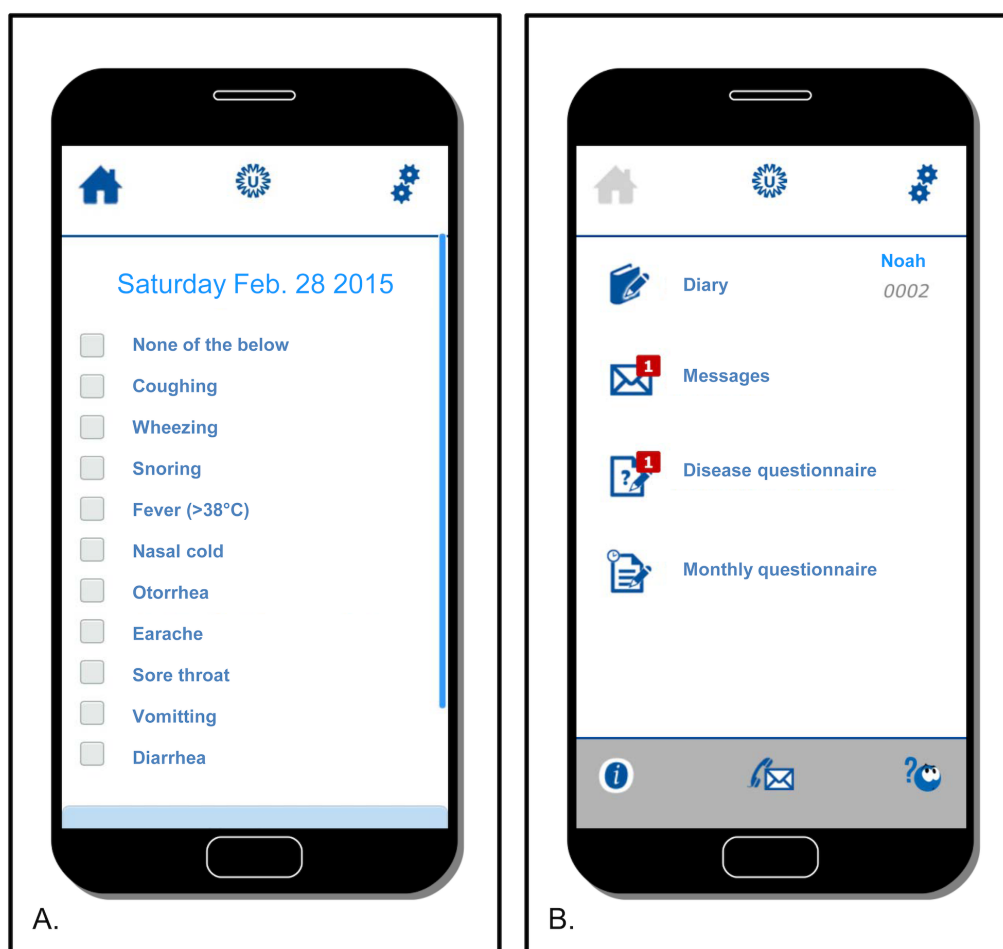 U
Saturday Feb. 28 2015
None of the below
Coughing
Wheezing
Snoring
Fever (>38°C)
Nasal cold
Otorrhea
Earache
Sore throat
Vomitting
Diarrhea
A.
U
Noah
Diary
0002
1
Messages
1
?
Disease questionnaire
Monthly questionnaire
i
?
B.